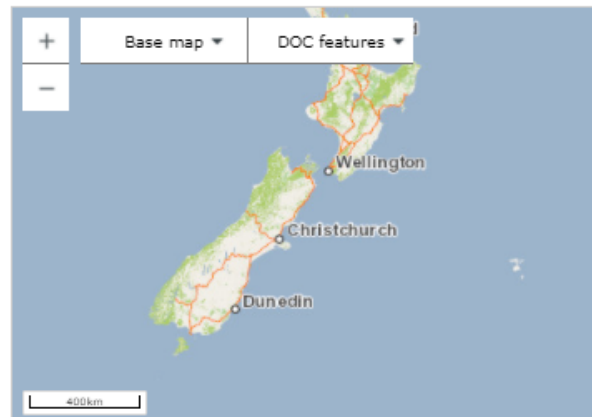 +
Base map
DOC features
−
Wellington
Christchurch
Dunedin
400km